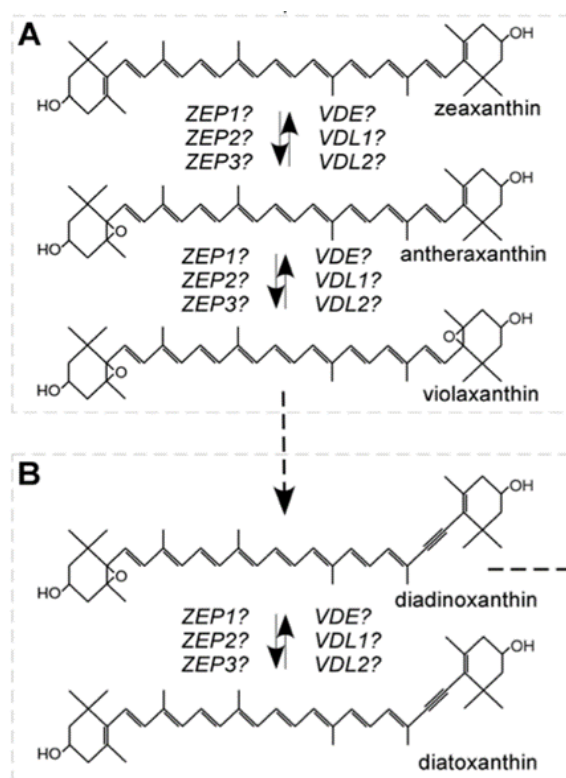 A
OH
HO
zeaxanthin
ZEP1? VDE?
ZEP2? VDL1?
ZEP3? VDL2?
OH
O
HO
antheraxanthin
ZEP1? VDE?
ZEP2? VDL1?
ZEP3? VDL2?
O OH
O
HO
violaxanthin
B
OH
O
HO
diadinoxanthin
ZEP1? VDE?
ZEP2? VDL1?
ZEP3? VDL2?
OH
HO
diatoxanthin